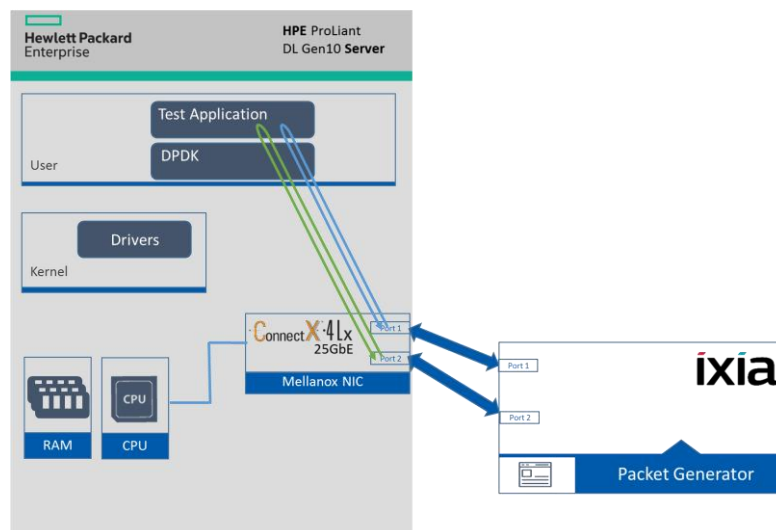 Hewlett Packard
Enterprise
HPE ProLiant
DL Gen10 Server
Test Application
DPDK
User
Drivers
Kernel
ConnectX·4Lx
25GbE
Port 1
Port 2
Mellanox NIC
CPU
RAM
CPU
ixia
Port 1
Port 2
Packet Generator